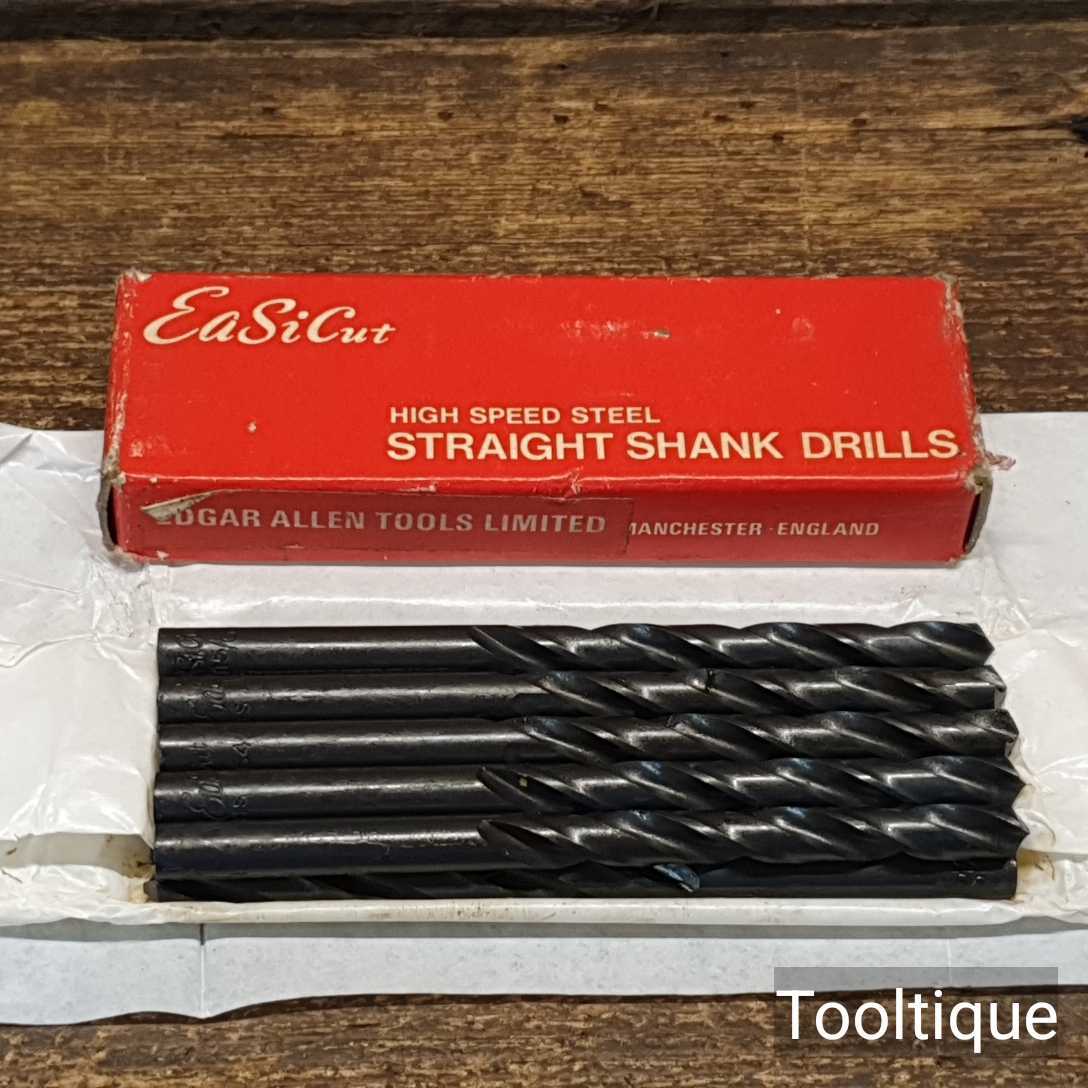 EaSiCut
HIGH SPEED STEEL
STRAIGHT SHANK DRILLS
EDGAR ALLEN TOOLS LIMITED MANCHESTER · ENGLAND
Tooltique